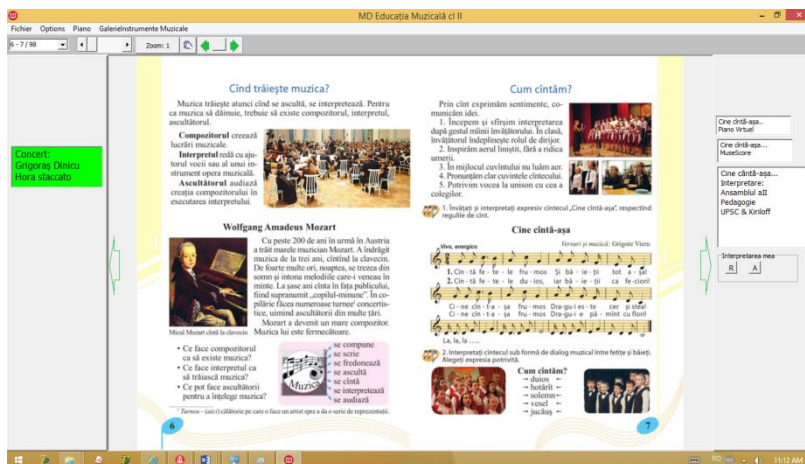 MD Educația Muzicală cl II
Fichier Options Piano GalerieInstrumente Muzicale
6 - 7 / 98 Zoom: 1
Concert:
Grigoraș Dinicu
Hora staccato
Cînd trăiește muzica?
Muzica trăiește atunci cînd se ascultă, se interpretează. Pentru
ca muzica să dăinuie, trebuie să existe compozitorul, interpretul,
ascultătorul.
Compozitorul creează
lucrări muzicale.
Interpretul redă cu aju-
torul vocii sau al unui in-
strument opera muzicală.
Ascultătorul audiază
creația compozitorului în
executarea interpretului.
Wolfgang Amadeus Mozart
Cu peste 200 de ani în urmă în Austria
a trăit marele muzician Mozart. A îndrăgit
muzica de la trei ani, cîntînd la clavecin.
De foarte multe ori, noaptea, se trezea din
somn și intona melodiile care-i veneau în
minte. La șase ani cînta în fața publicului,
fiind supranumit „copilul-minune”. În co-
pilărie făcea numeroase turnee¹ concertis-
tice, uimind ascultătorii din multe țări.
Mozart a devenit un mare compozitor.
Muzica lui este fermecătoare.
Micul Mozart cîntă la clavecin
• Ce face compozitorul
ca să existe muzica?
• Ce face interpretul ca
să trăiască muzica?
• Ce pot face ascultătorii
pentru a înțelege muzica?
Muzica
se compune
se scrie
se fredonează
se ascultă
se cîntă
se interpretează
se audiază
¹ Turneu – (aici) călătorie pe care o face un artist spre a da o serie de reprezentații.
6
Cum cîntăm?
Prin cînt exprimăm sentimente, co-
municăm idei.
1. Începem și sfîrșim interpretarea
după gestul mîinii învățătorului. În clasă,
învățătorul îndeplinește rolul de dirijor.
2. Inspirăm aerul liniștit, fără a ridica
umerii.
3. În mijlocul cuvîntului nu luăm aer.
4. Pronunțăm clar cuvintele cîntecului.
5. Potrivim vocea la unison cu cea a
colegilor.
1. Învățați și interpretați expresiv cîntecul „Cine cîntă-așa”, respectînd
regulile de cînt.
Cine cîntă-așa
Vivo, energico
Versuri și muzică: Grigore Vieru
1. Cîn - tă fe - te - le fru - mos Și bă - ie - ții tot a - șa!
2. Cîn - tă fe - te - le du - ios, Iar bă - ie - ții ca fe - ciori!
Ci - ne cîn - t-a - șa fru - mos Dra-gu-i es - te cer și stea!
Ci - ne cîn - t-a - șa fru - mos Dra-gu-i e pă - mînt cu flori!
La, la, la ....
2. Interpretați cîntecul sub formă de dialog muzical între fetițe și băieți.
Alegeți expresia potrivită.
Cum cîntăm?
→ duios ←
→ hotărît ←
→ solemn ←
→ vesel ←
→ jucăuș ←
7
Cine cîntă-așa...
Piano Virtuel
Cine cîntă-așa...
MuseScore
Cine cântă-așa...
Interpretare:
Ansamblul aII
Pedagogie
UPSC & Kiriloff
Interpretarea mea
R A
RO 11:12 AM